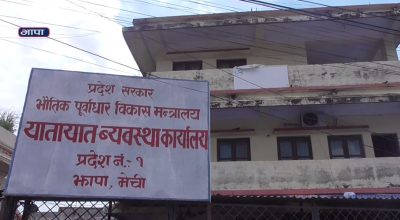 झापा
प्रदेश सरकार
भौतिक पूर्वाधार विकास मन्त्रालय
यातायात ब्यवस्था कार्यालय
प्रदेश नं.- १
झापा, मेची